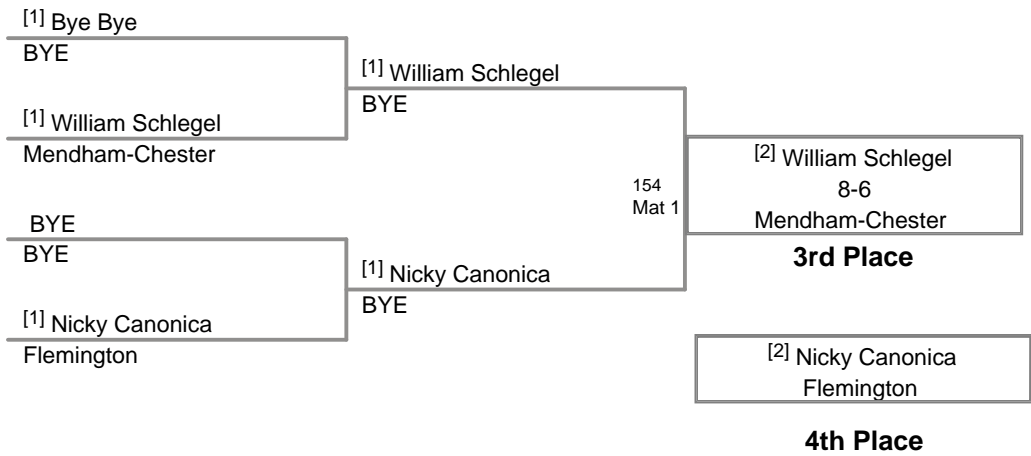 [1] Bye Bye
BYE
[1] William Schlegel
BYE
[1] William Schlegel
Mendham-Chester
154
Mat 1
[2] William Schlegel
8-6
Mendham-Chester
3rd Place
BYE
BYE
[1] Nicky Canonica
BYE
[1] Nicky Canonica
Flemington
[2] Nicky Canonica
Flemington
4th Place